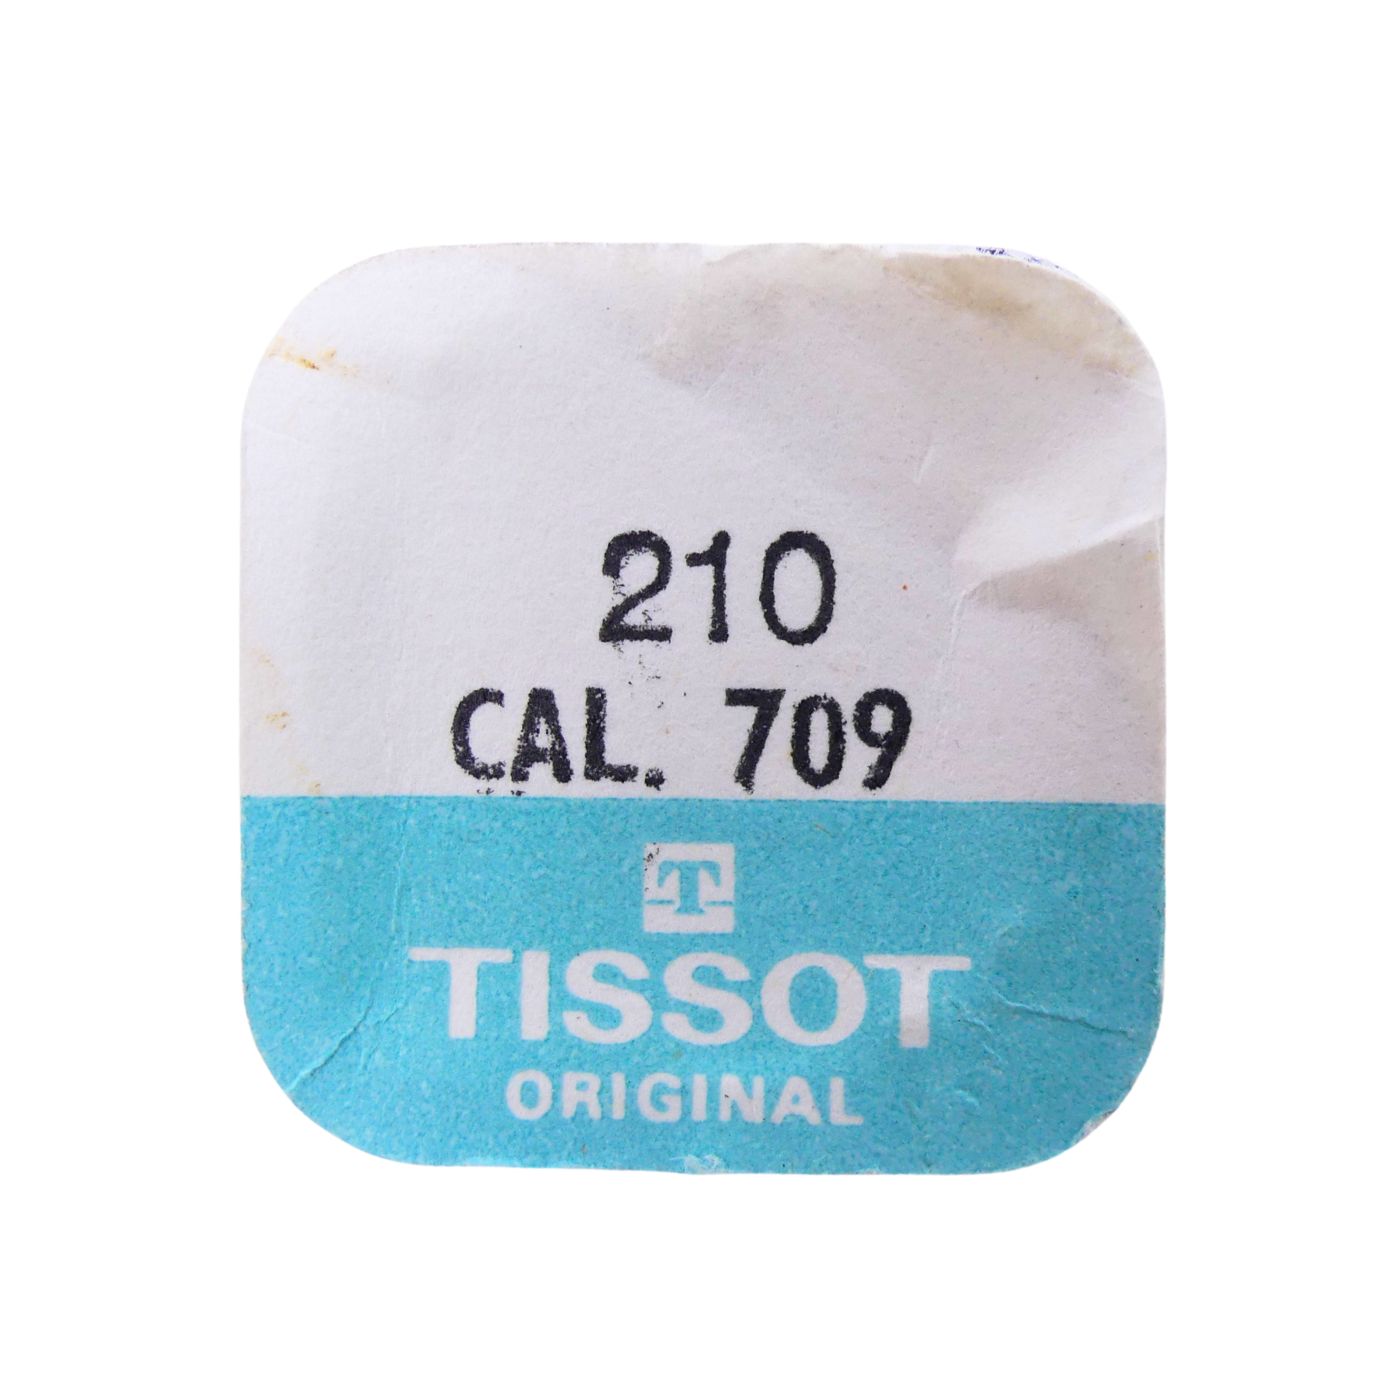 210
CAL. 709
T
TISSOT
ORIGINAL